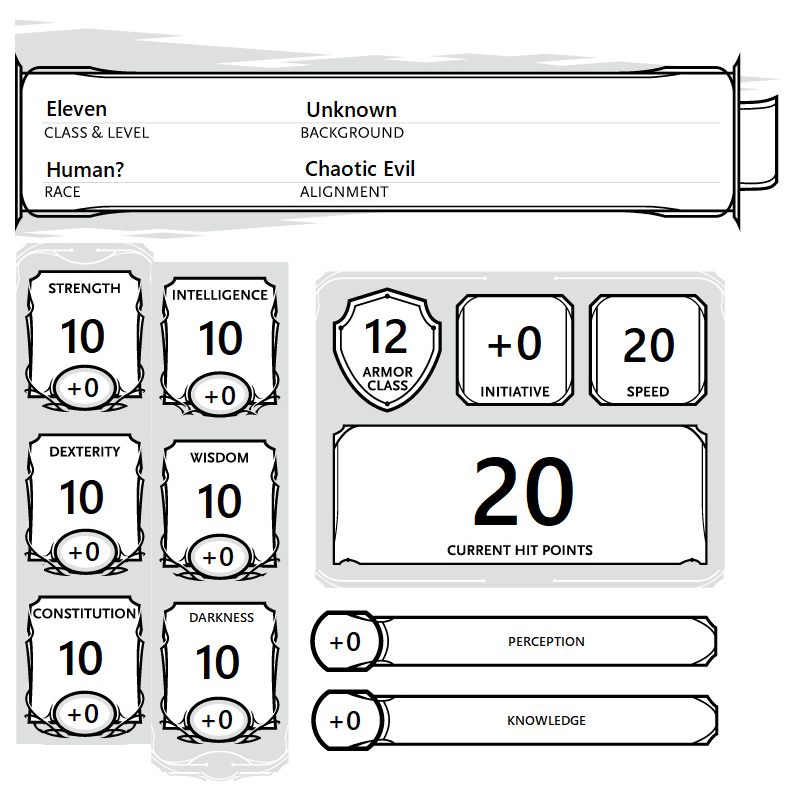 Eleven
CLASS & LEVEL
Unknown
BACKGROUND
Human?
RACE
Chaotic Evil
ALIGNMENT
STRENGTH
10
+0
INTELLIGENCE
10
+0
DEXTERITY
10
+0
WISDOM
10
+0
CONSTITUTION
10
+0
DARKNESS
10
+0
12
ARMOR
CLASS
+0
INITIATIVE
20
SPEED
20
CURRENT HIT POINTS
+0
PERCEPTION
+0
KNOWLEDGE